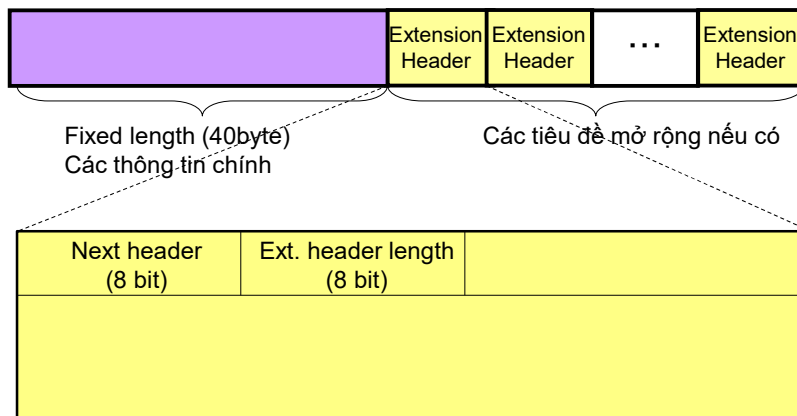 Extension
Header
Extension
Header
...
Extension
Header
Fixed length (40byte)
Các thông tin chính
Các tiêu đề mở rộng nếu có
Next header
(8 bit)
Ext. header length
(8 bit)